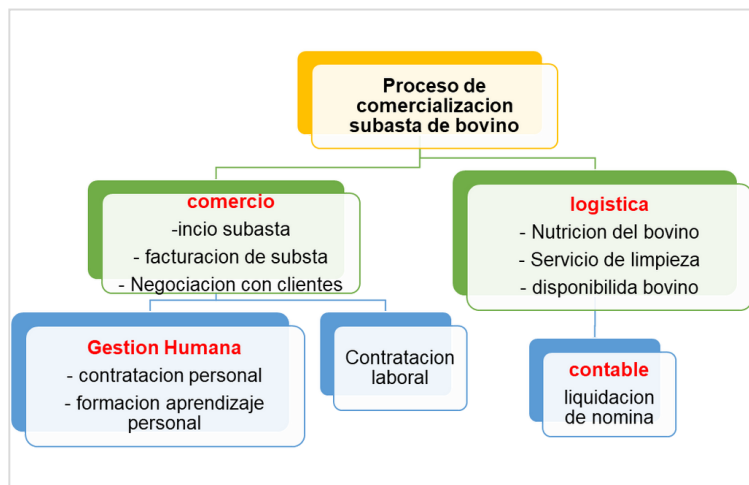 Proceso de
comercializacion
subasta de bovino
comercio
-incio subasta
- facturacion de substa
- Negociacion con clientes
logistica
- Nutricion del bovino
- Servicio de limpieza
- disponibilida bovino
Gestion Humana
- contratacion personal
- formacion aprendizaje
personal
Contratacion
laboral
contable
liquidacion
de nomina